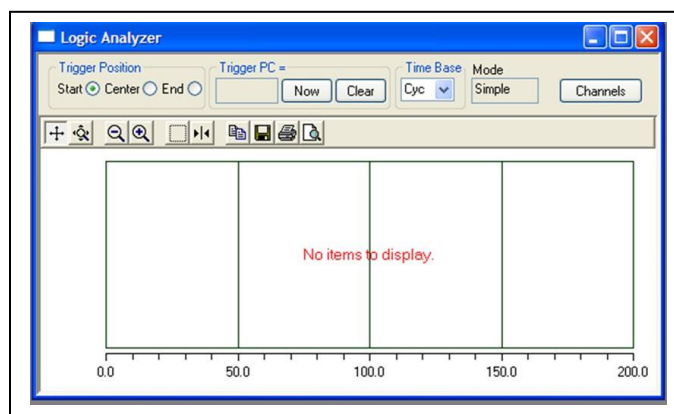 Logic Analyzer
Trigger Position Trigger PC = Time Base Mode
Start Center End Now Clear Cyc Simple Channels
No items to display.
0.0 50.0 100.0 150.0 200.0